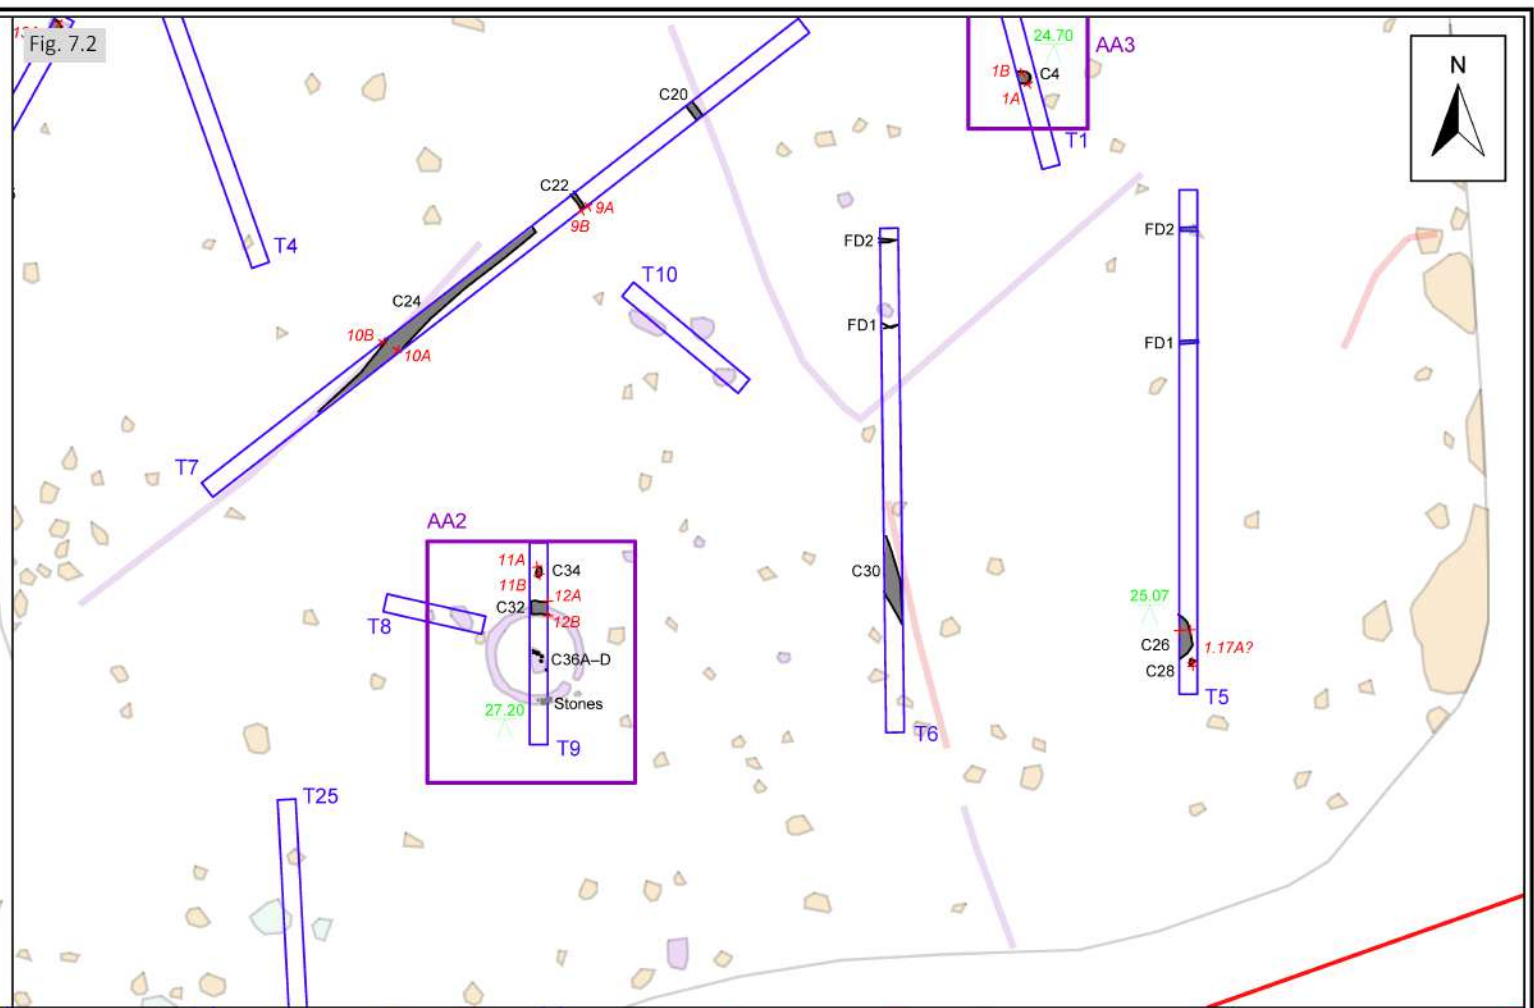 Fig. 7.2
24.70
AA3
N
1B
C4
1A
T1
C20
C22
9A
9B
T4
T10
FD2
FD2
C24
10B
10A
FD1
FD1
T7
AA2
11A
C34
11B
12A
C32
12B
T8
C36A–D
C30
25.07
C26
1.17A?
C28
27.20
Stones
T9
T6
T5
T25